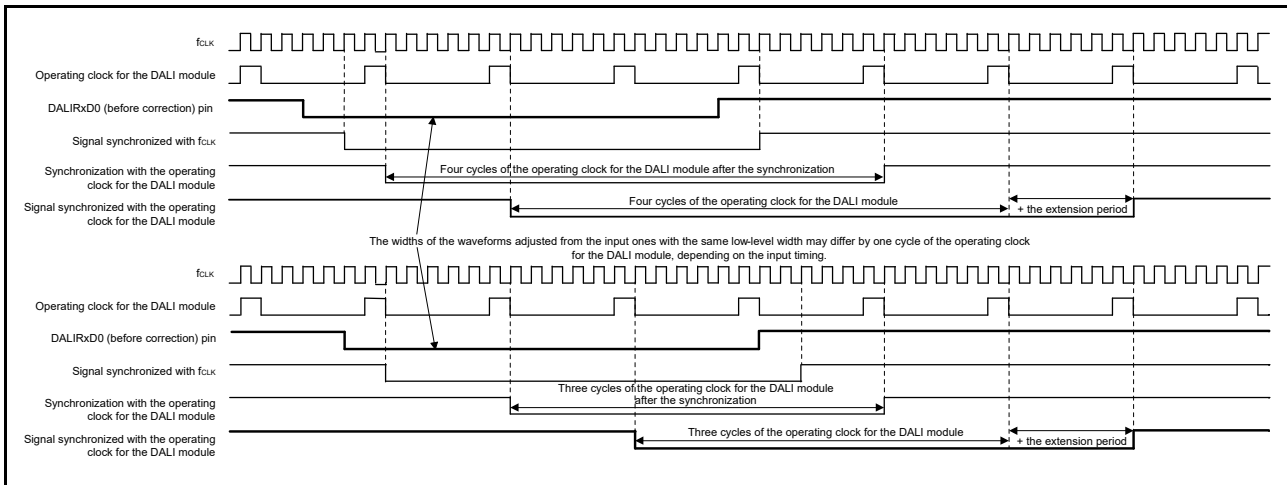 fCLK
Operating clock for the DALI module
DALIRxD0 (before correction) pin
Signal synchronized with fCLK
Synchronization with the operating
clock for the DALI module
Four cycles of the operating clock for the DALI module after the synchronization
Signal synchronized with the operating
clock for the DALI module
Four cycles of the operating clock for the DALI module
+ the extension period
The widths of the waveforms adjusted from the input ones with the same low-level width may differ by one cycle of the operating clock
for the DALI module, depending on the input timing.
fCLK
Operating clock for the DALI module
DALIRxD0 (before correction) pin
Signal synchronized with fCLK
Three cycles of the operating clock for the DALI module
after the synchronization
Synchronization with the operating
clock for the DALI module
Signal synchronized with the operating
clock for the DALI module
Three cycles of the operating clock for the DALI module
+ the extension period